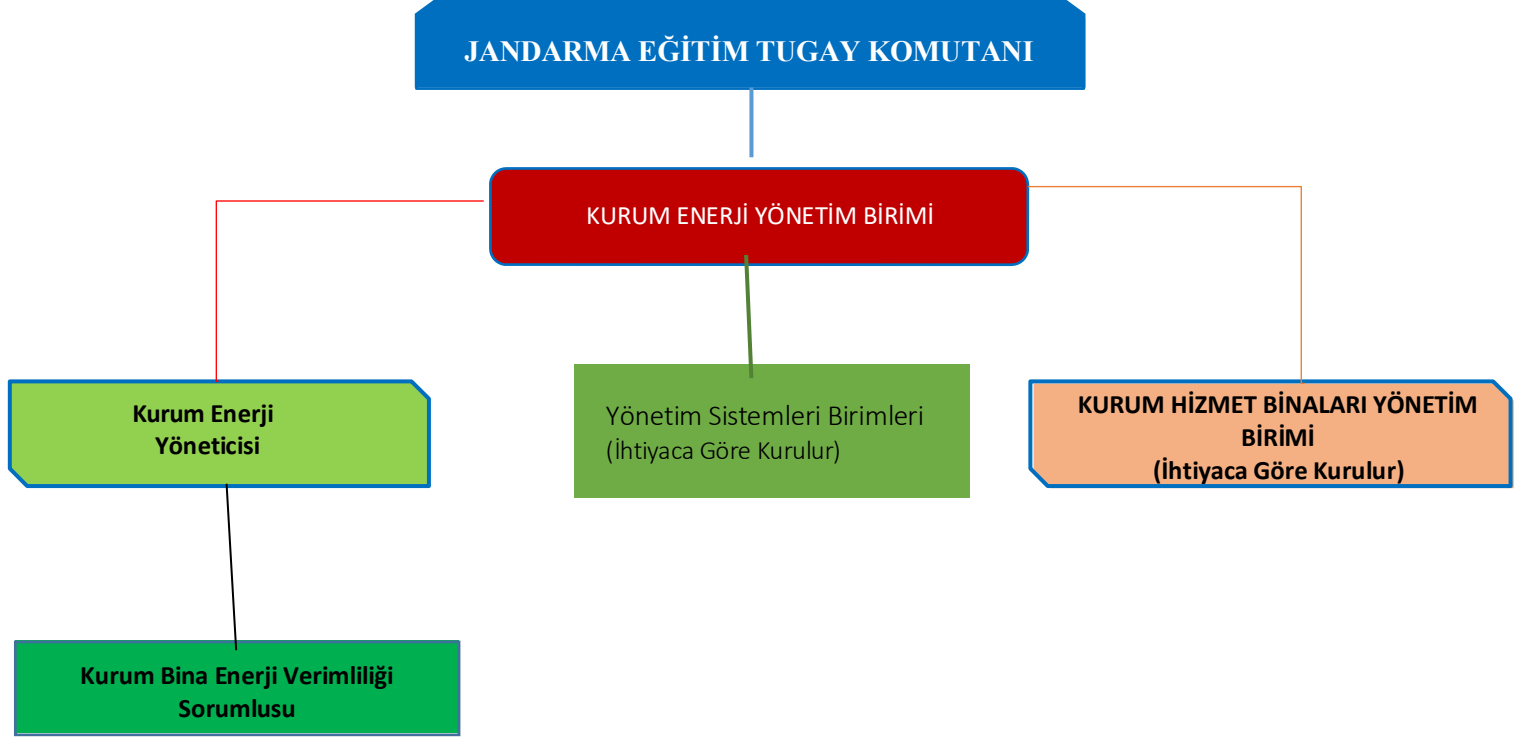 JANDARMA EĞİTİM TUGAY KOMUTANI
KURUM ENERJİ YÖNETİM BİRİMİ
Kurum Enerji
Yöneticisi
Yönetim Sistemleri Birimleri
(İhtiyaca Göre Kurulur)
KURUM HİZMET BİNALARI YÖNETİM
BİRİMİ
(İhtiyaca Göre Kurulur)
Kurum Bina Enerji Verimliliği
Sorumlusu